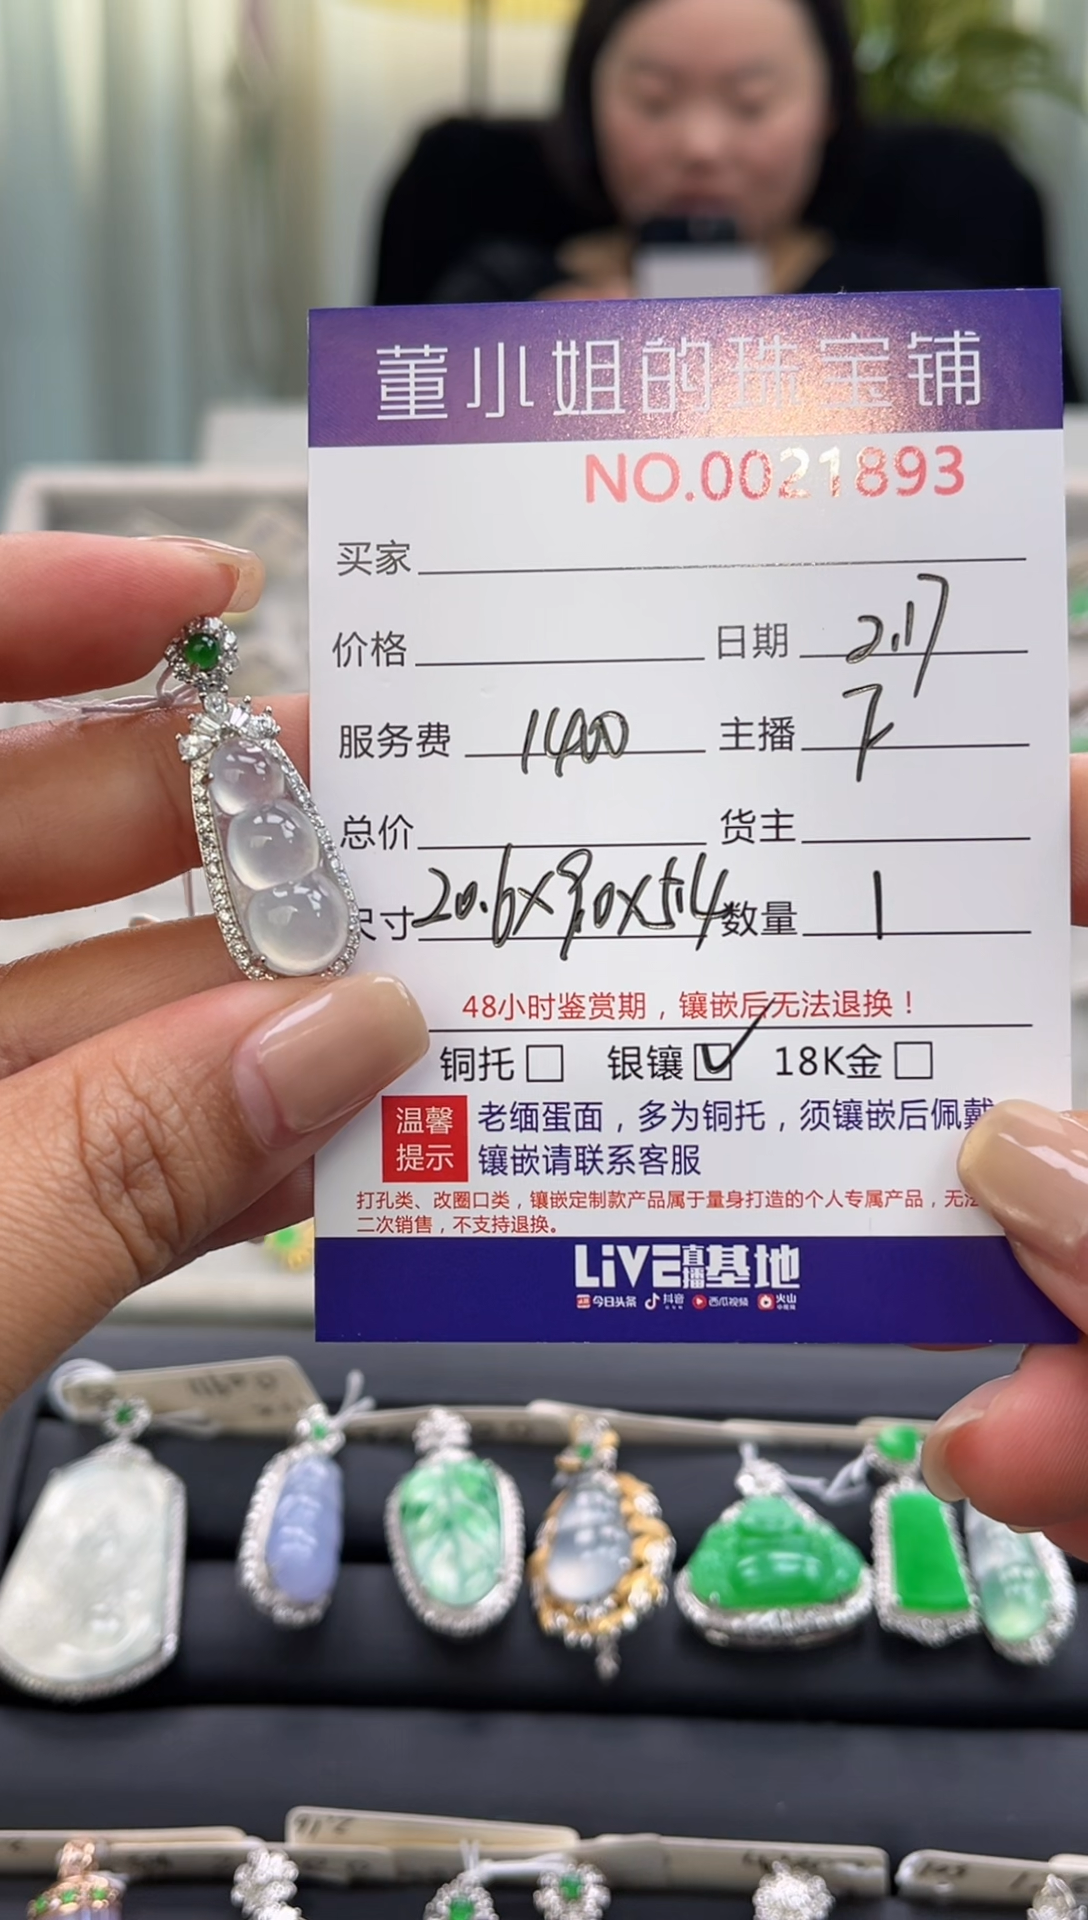 董小姐的珠宝铺
NO.0021893
买家
价格 日期 2.17
服务费 1400 主播 7
总价 货主
尺寸 20.6X9.0X5.4 数量 1
48小时鉴赏期，镶嵌后无法退换！
铜托 银镶 18K金
温馨提示 老缅蛋面，多为铜托，须镶嵌后佩戴
镶嵌请联系客服
打孔类、改圈口类，镶嵌定制款产品属于量身打造的个人专属产品，无法
二次销售，不支持退换。
LiVE直播基地
今日头条 抖音 西瓜视频 火山